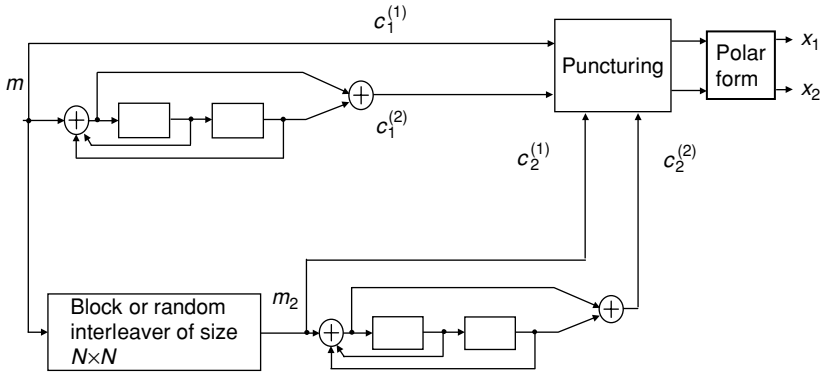 c₁⁽¹⁾
m
Puncturing
Polar
form
x₁
x₂
+
+
c₁⁽²⁾
c₂⁽¹⁾
c₂⁽²⁾
Block or random
interleaver of size
N×N
m₂
+
+